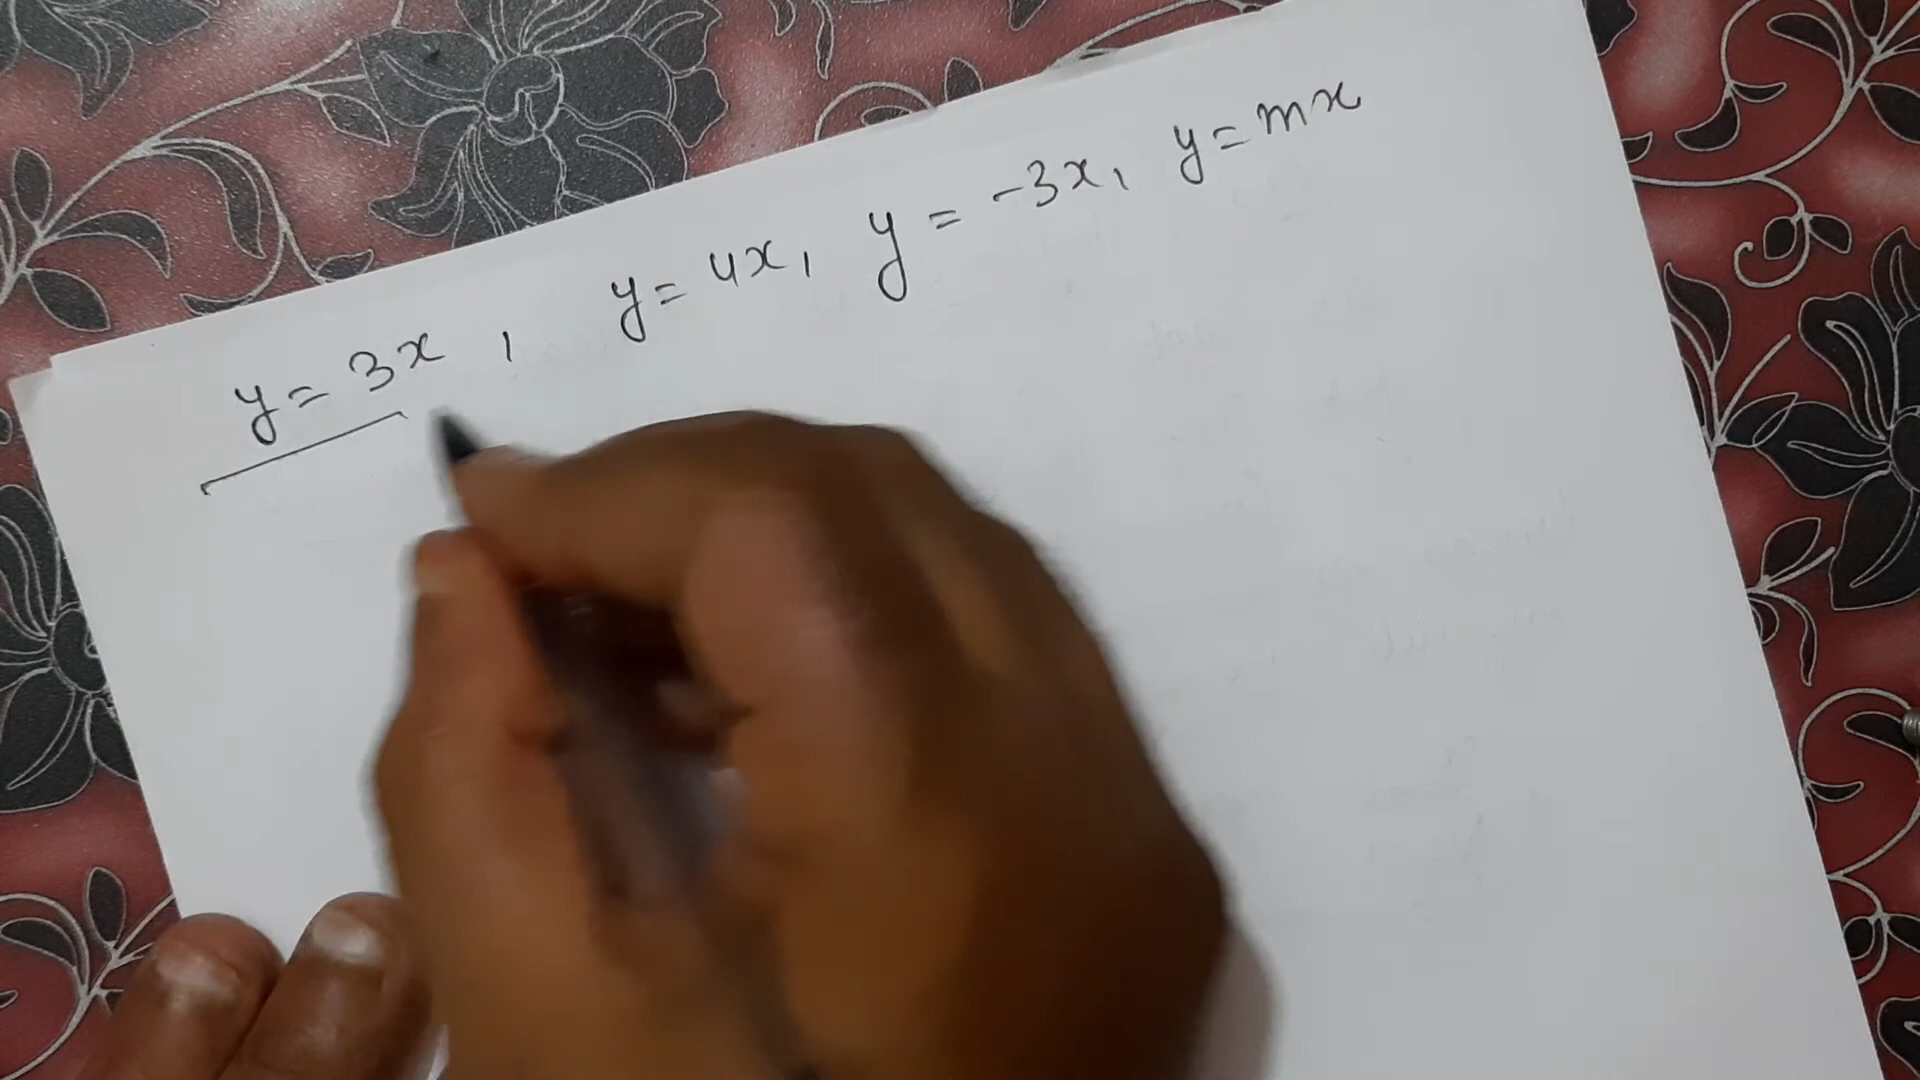 y = 3x , y = 4x, y = -3x, y = mx